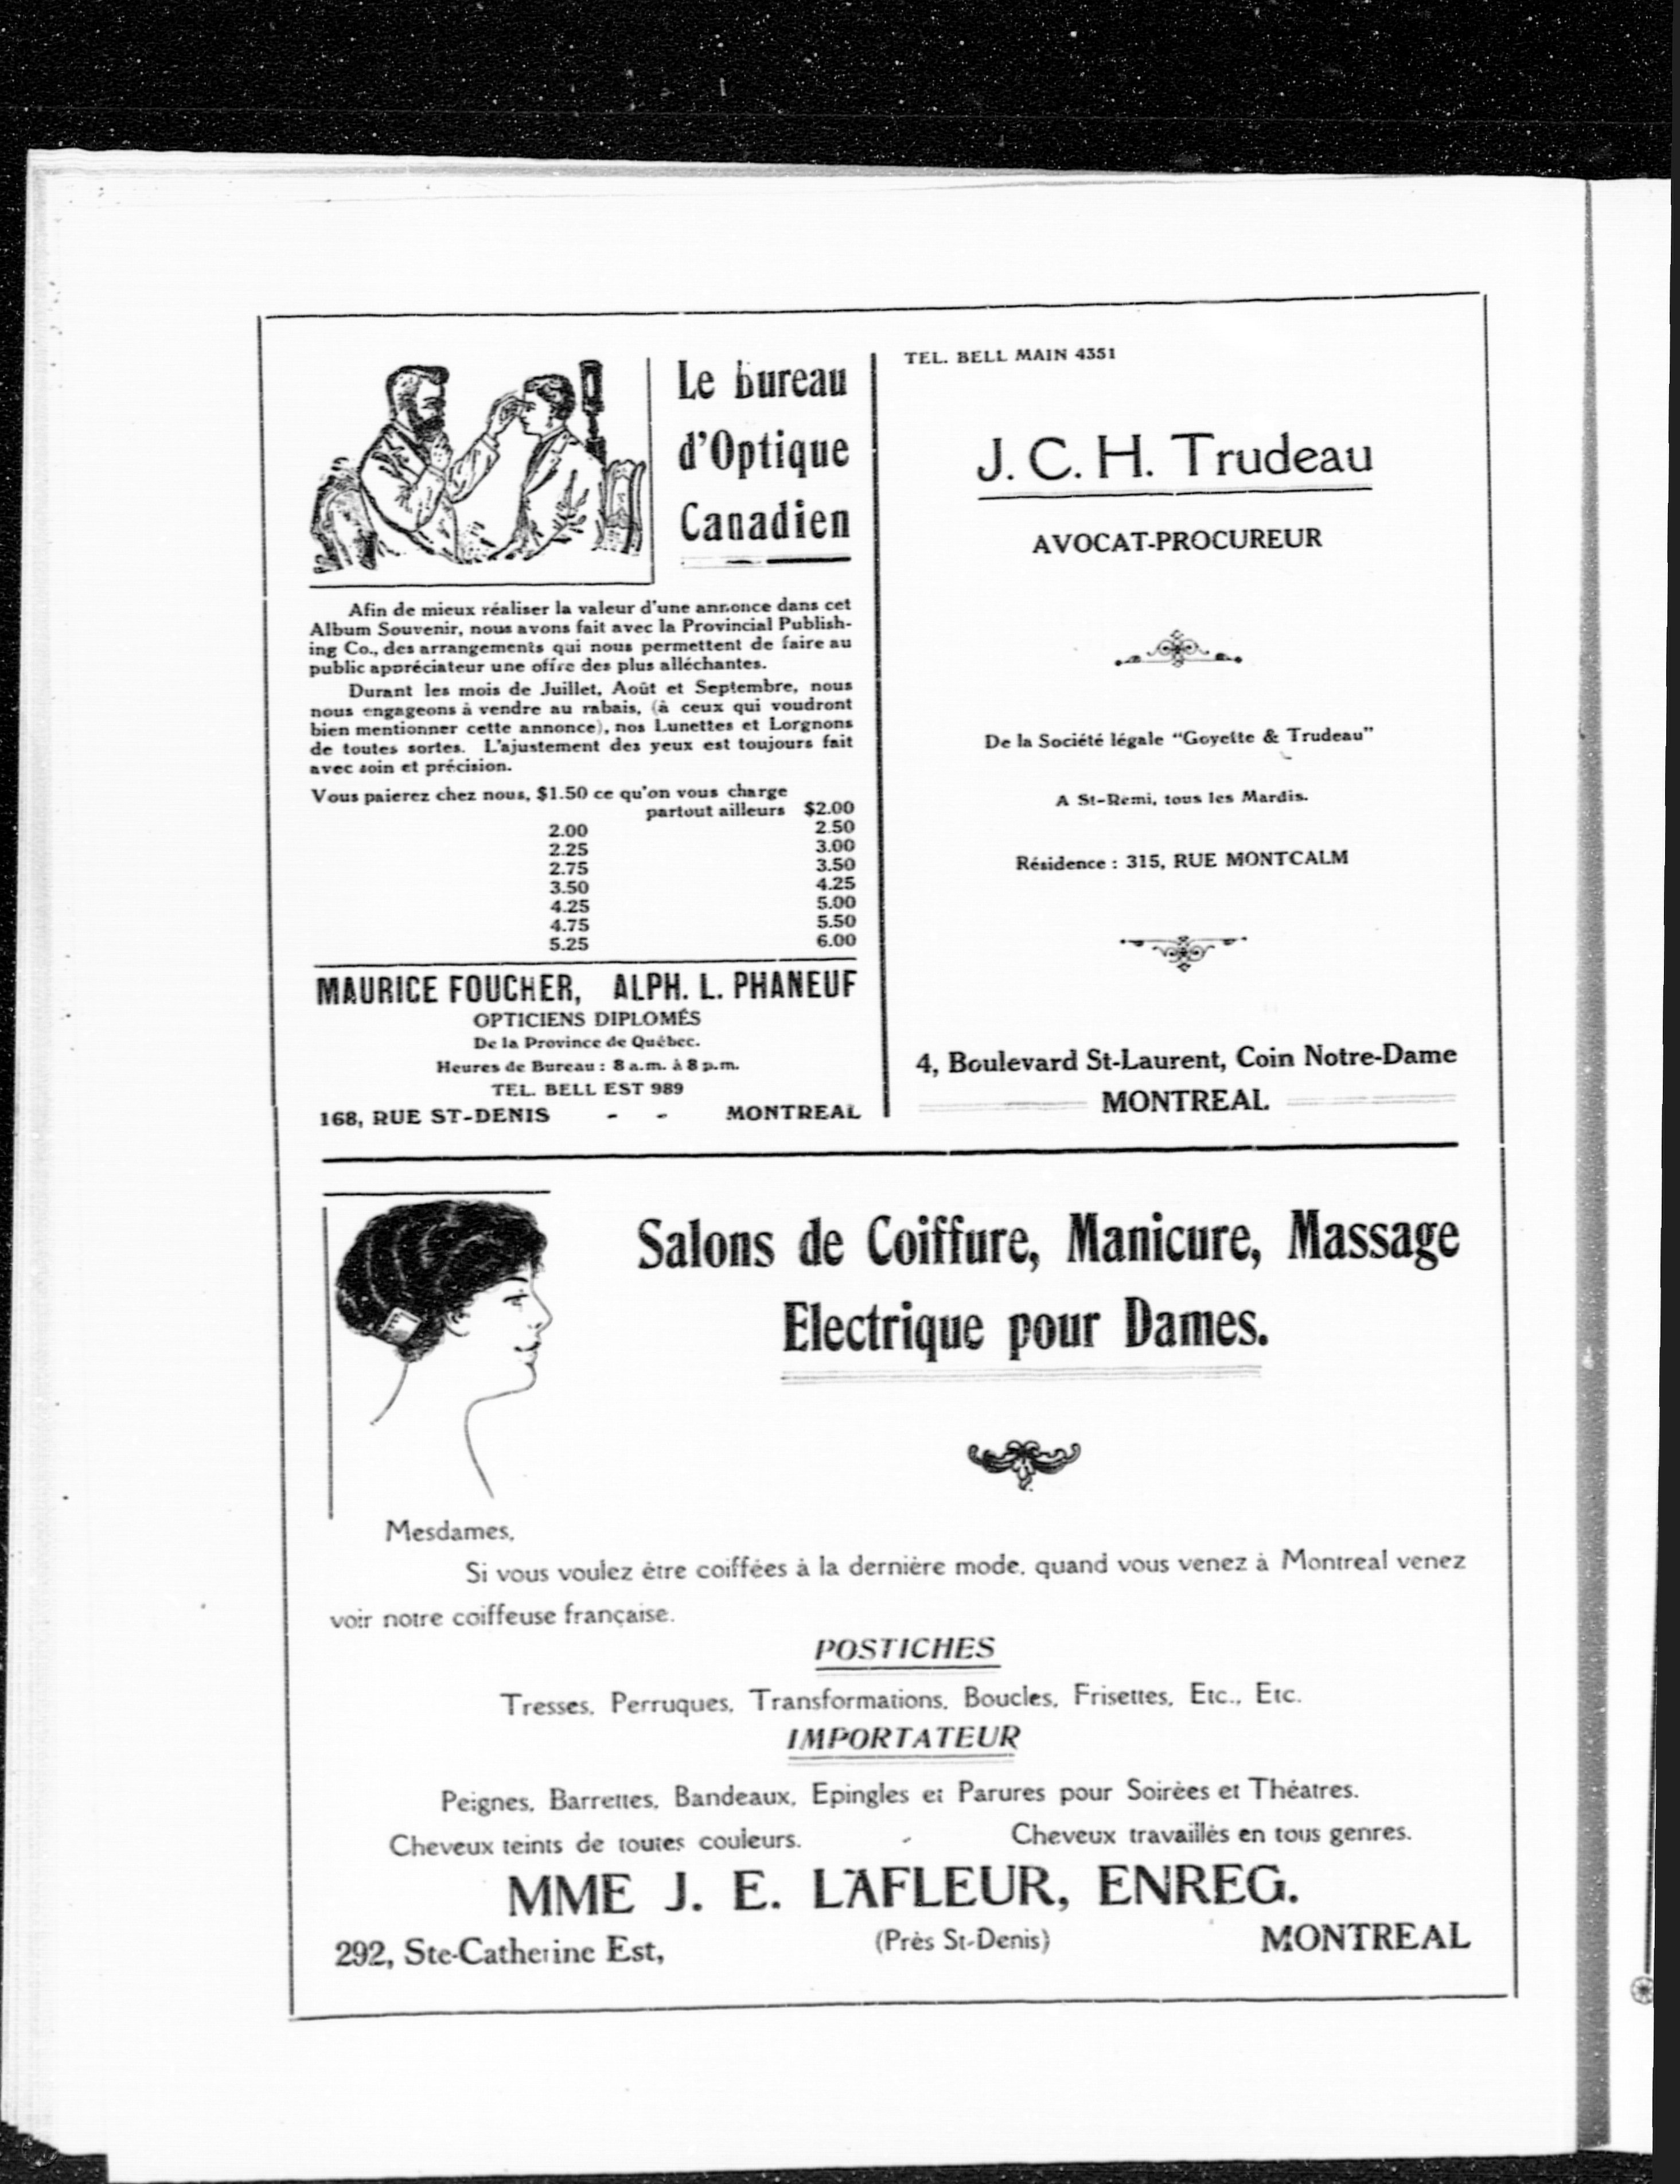 Le Bureau
d'Optique
Canadien
Afin de mieux réaliser la valeur d'une annonce dans cet
Album Souvenir, nous avons fait avec la Provincial Publish-
ing Co., des arrangements qui nous permettent de faire au
public appréciateur une offre des plus alléchantes.
Durant les mois de Juillet, Août et Septembre, nous
nous engageons à vendre au rabais, (à ceux qui voudront
bien mentionner cette annonce), nos Lunettes et Lorgnons
de toutes sortes. L'ajustement des yeux est toujours fait
avec soin et précision.
Vous paierez chez nous, $1.50 ce qu'on vous charge
partout ailleurs $2.00
2.00 2.50
2.25 3.00
2.75 3.50
3.50 4.25
4.25 5.00
4.75 5.50
5.25 6.00
MAURICE FOUCHER, ALPH. L. PHANEUF
OPTICIENS DIPLOMÉS
De la Province de Québec.
Heures de Bureau : 8 a.m. à 8 p.m.
TEL. BELL EST 989
168, RUE ST-DENIS - - MONTREAL
TEL. BELL MAIN 4351
J. C. H. Trudeau
AVOCAT-PROCUREUR
De la Société légale "Goyette & Trudeau"
A St-Remi, tous les Mardis.
Résidence : 315, RUE MONTCALM
4, Boulevard St-Laurent, Coin Notre-Dame
MONTREAL
Salons de Coiffure, Manicure, Massage
Electrique pour Dames.
Mesdames,
Si vous voulez être coiffées à la dernière mode, quand vous venez à Montreal venez
voir notre coiffeuse française.
POSTICHES
Tresses, Perruques, Transformations, Boucles, Frisettes, Etc., Etc.
IMPORTATEUR
Peignes, Barrettes, Bandeaux, Epingles et Parures pour Soirées et Théatres.
Cheveux teints de toutes couleurs. - Cheveux travaillés en tous genres.
MME J. E. LAFLEUR, ENREG.
292, Ste-Catherine Est, (Près St-Denis) MONTREAL